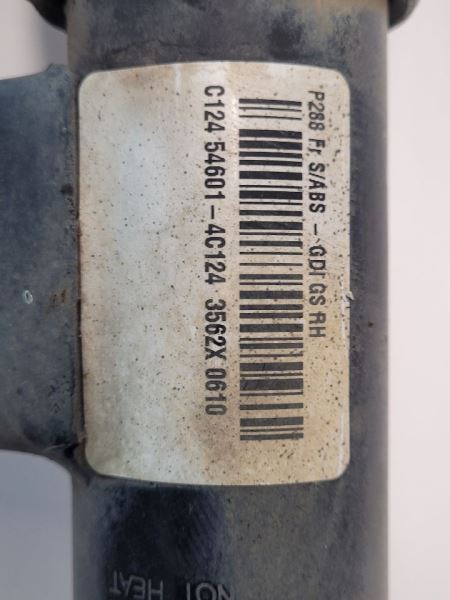 P288 Fr S/ABS - GDI GS RH
C124 54601-4C124 3562X 0610
NOT HEAT